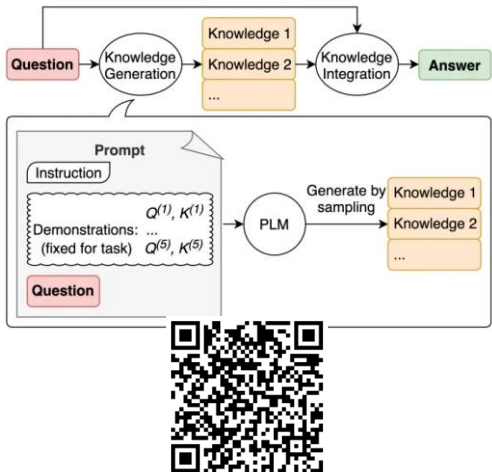 Question
Knowledge
Generation
Knowledge 1
Knowledge 2
...
Knowledge
Integration
Answer
Prompt
Instruction
Q(1), K(1)
Demonstrations: ...
(fixed for task) Q(5), K(5)
Question
PLM
Generate by
sampling
Knowledge 1
Knowledge 2
...